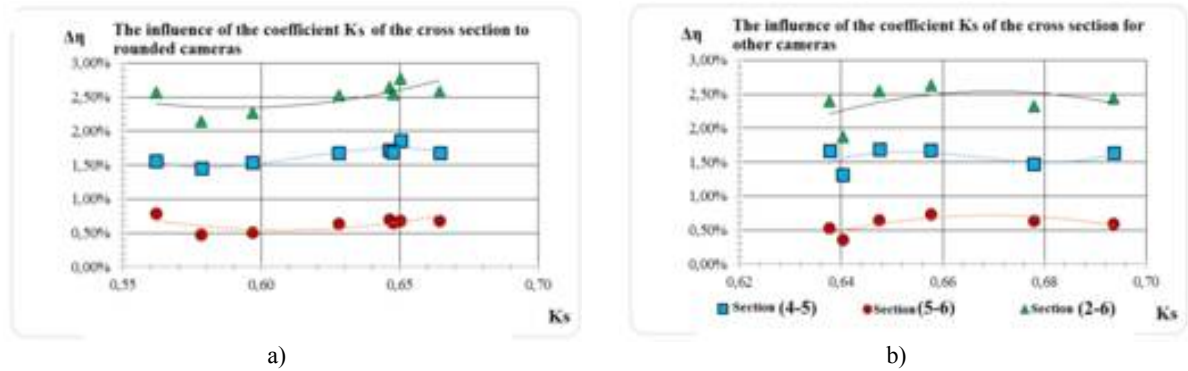 The influence of the coefficient Ks of the cross section to
rounded cameras
Δη
3,00%
2,50%
2,00%
1,50%
1,00%
0,50%
0,00%
0,55
0,60
0,65
0,70
Ks
a)
The influence of the coefficient Ks of the cross section for
other cameras
Δη
3,00%
2,50%
2,00%
1,50%
1,00%
0,50%
0,00%
0,62
0,64
0,66
0,68
0,70
Section (4-5)
Section (5-6)
Section (2-6)
Ks
b)